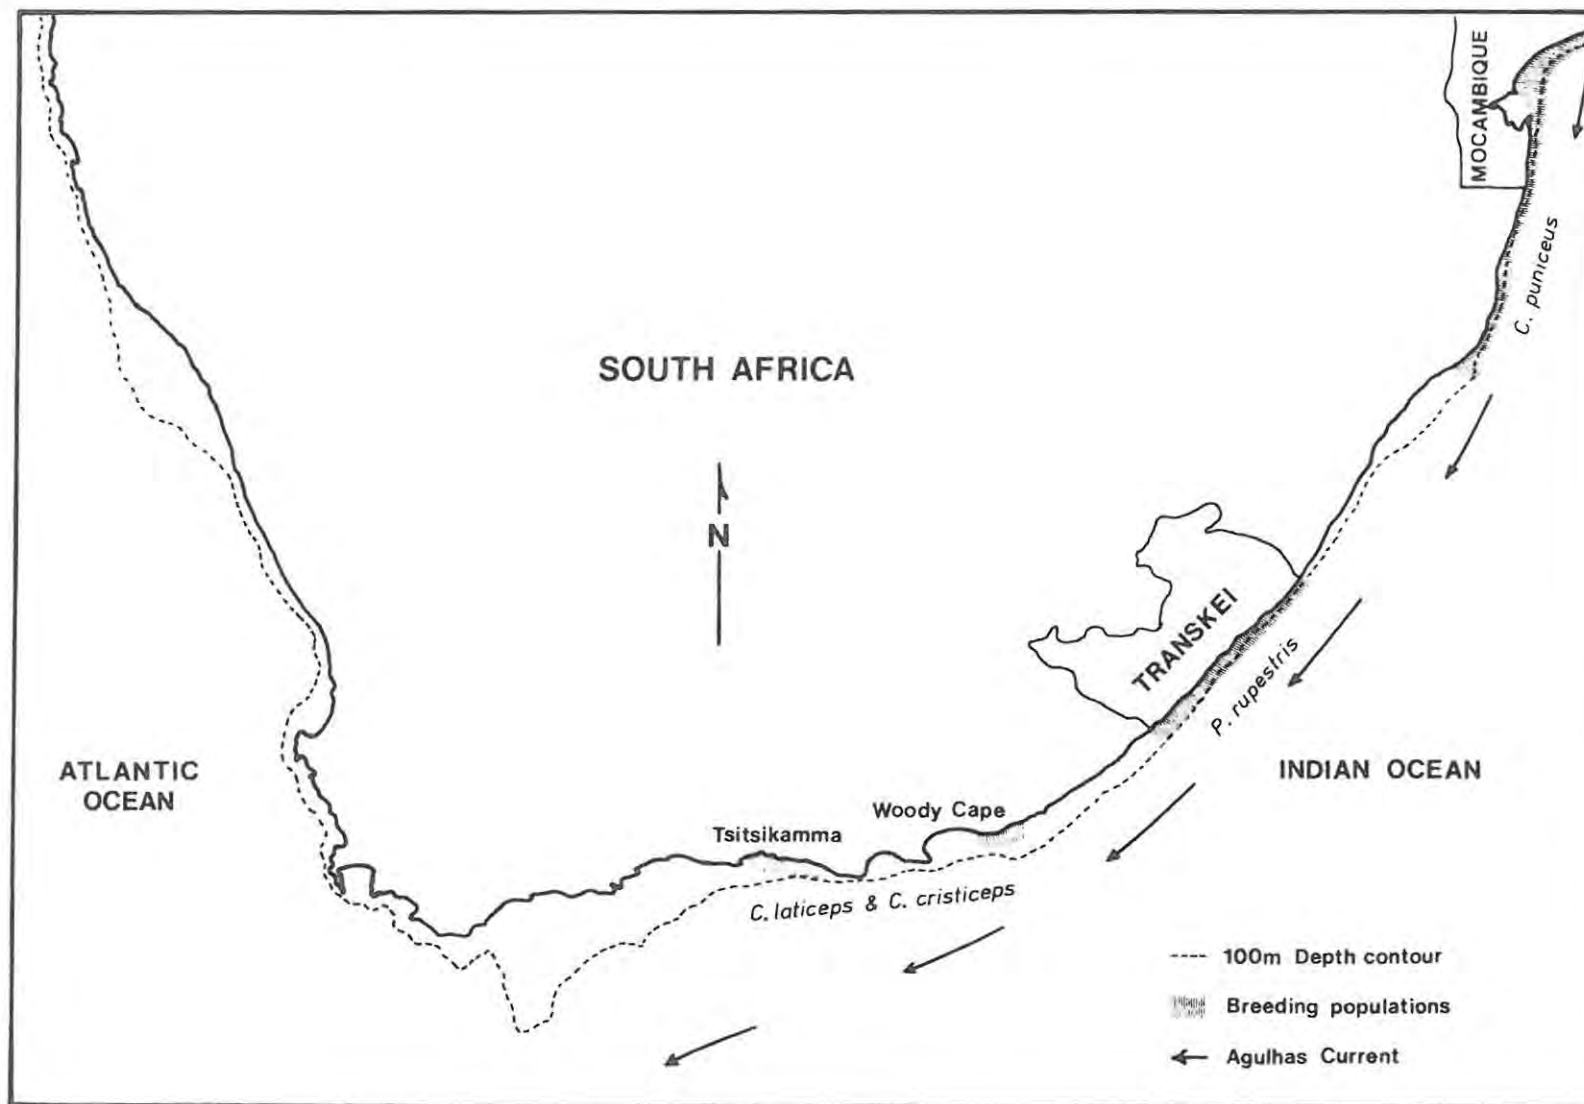 MOCAMBIQUE
C. puniceus
SOUTH AFRICA
N
TRANSKEI
P. rupestris
ATLANTIC
OCEAN
INDIAN OCEAN
Woody Cape
Tsitsikamma
C. laticeps & C. cristiceps
100m Depth contour
Breeding populations
Agulhas Current